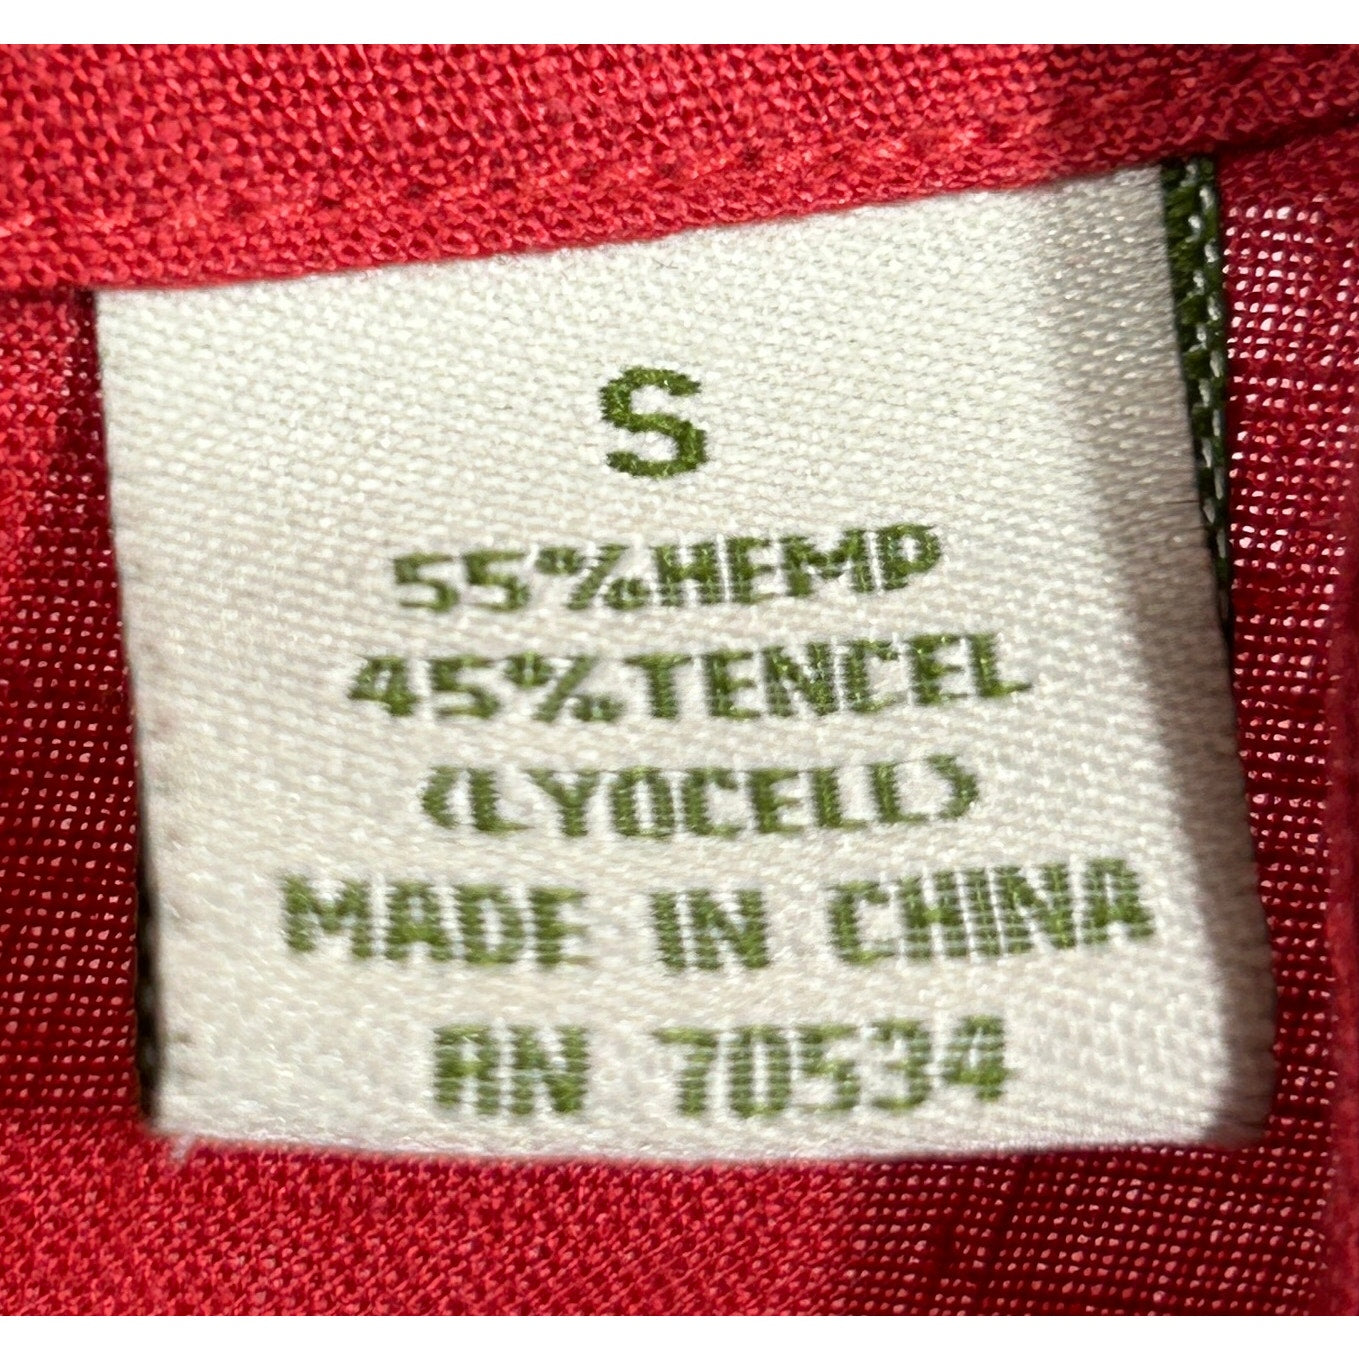 S
55%HEMP
45%TENCEL
(LYOCELL)
MADE IN CHINA
RN 70534